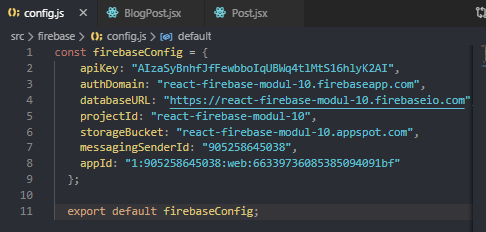 config.js BlogPost.jsx Post.jsx
src > firebase > config.js > default
1 const firebaseConfig = {
2 apiKey: "AIzaSyBnhfJfFewbboIqUBWq4tlMtS16hlyK2AI",
3 authDomain: "react-firebase-modul-10.firebaseapp.com",
4 databaseURL: "https://react-firebase-modul-10.firebaseio.com"
5 projectId: "react-firebase-modul-10",
6 storageBucket: "react-firebase-modul-10.appspot.com",
7 messagingSenderId: "905258645038",
8 appId: "1:905258645038:web:66339736085385094091bf"
9 };
10
11 export default firebaseConfig;